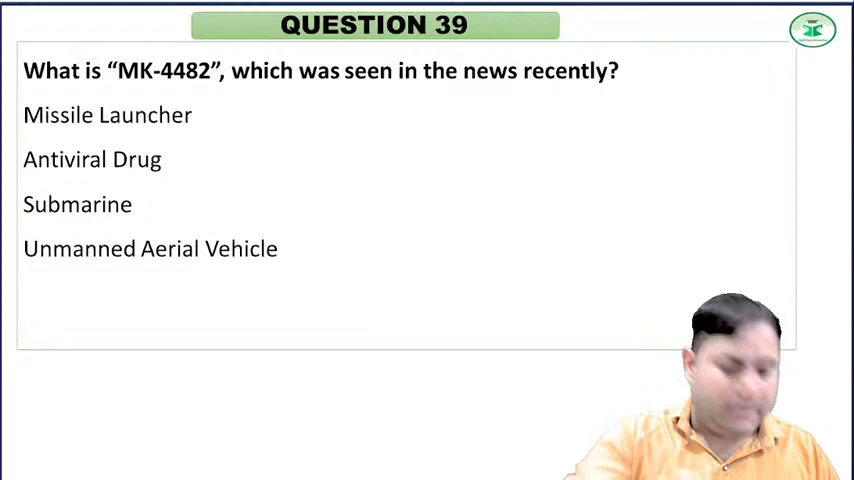 QUESTION 39
What is “MK-4482”, which was seen in the news recently?
Missile Launcher
Antiviral Drug
Submarine
Unmanned Aerial Vehicle